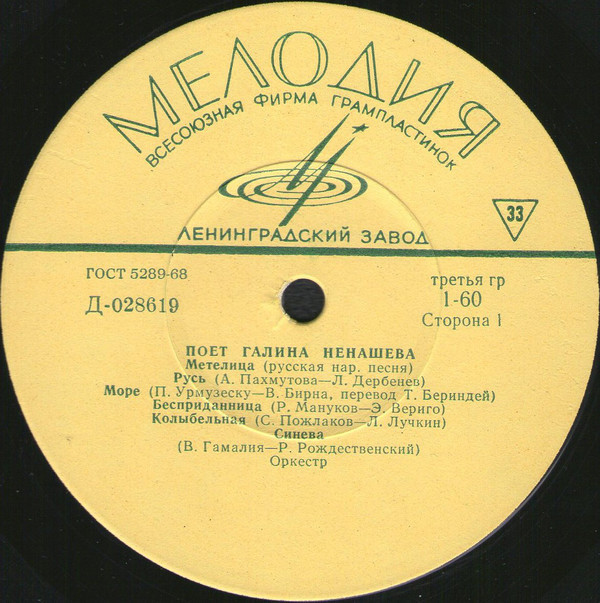 МЕЛОДИЯ
ВСЕСОЮЗНАЯ ФИРМА ГРАМПЛАСТИНОК
ЛЕНИНГРАДСКИЙ ЗАВОД
33
ГОСТ 5289-68
Д-028619
третья гр
1-60
Сторона 1
ПОЕТ ГАЛИНА НЕНАШЕВА
Метелица (русская нар. песня)
Русь (А. Пахмутова—Л. Дербенев)
Море (П. Урмузеску—В. Бирна, перевод Т. Бериндей)
Бесприданница (Р. Мануков—Э. Вериго)
Колыбельная (С. Пожлаков—Л. Лучкин)
Синева
(В. Гамалия—Р. Рождественский)
Оркестр